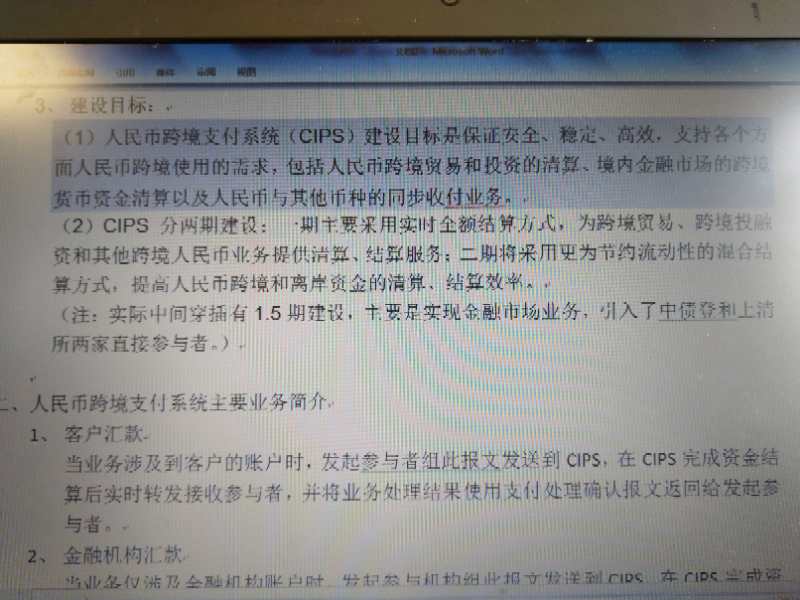 Microsoft Word
引用 邮件 审阅 视图
3、 建设目标：
（1）人民币跨境支付系统（CIPS）建设目标是保证安全、稳定、高效，支持各个方
面人民币跨境使用的需求，包括人民币跨境贸易和投资的清算、境内金融市场的跨境
货币资金清算以及人民币与其他币种的同步收付业务。
（2）CIPS 分两期建设：一期主要采用实时全额结算方式，为跨境贸易、跨境投融
资和其他跨境人民币业务提供清算、结算服务；二期将采用更为节约流动性的混合结
算方式，提高人民币跨境和离岸资金的清算、结算效率。
（注：实际中间穿插有 1.5 期建设，主要是实现金融市场业务，引入了中债登和上清
所两家直接参与者。）
二、人民币跨境支付系统主要业务简介
1、 客户汇款
当业务涉及到客户的账户时，发起参与者组此报文发送到 CIPS，在 CIPS 完成资金结
算后实时转发接收参与者，并将业务处理结果使用支付处理确认报文返回给发起参
与者。
2、 金融机构汇款
当业务仅涉及金融机构账户时，发起参与机构组此报文发送到 CIPS，在 CIPS 完成资